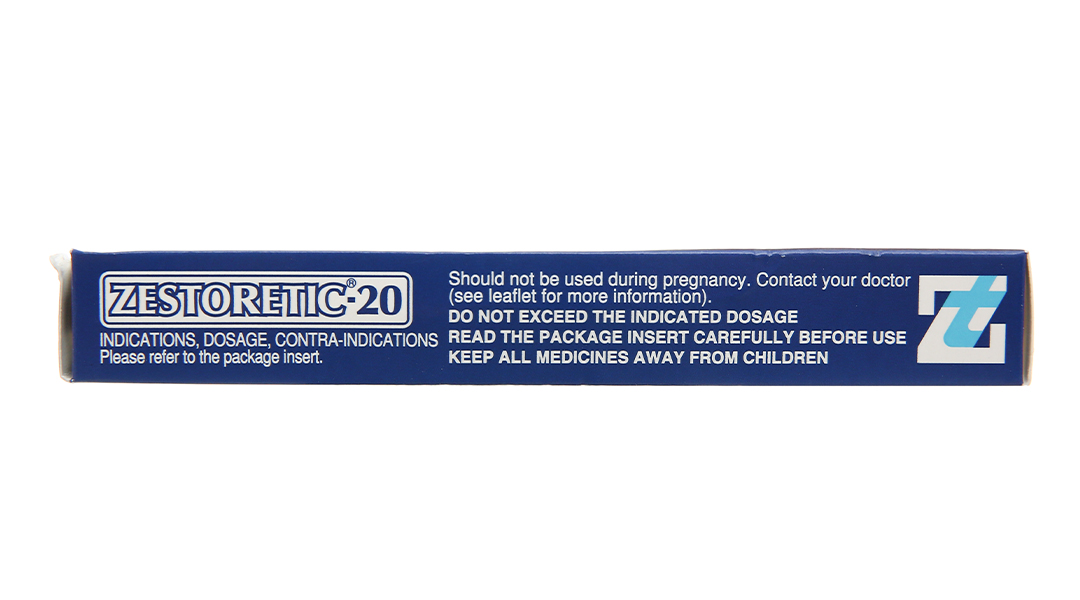 ZESTORETIC®-20
INDICATIONS, DOSAGE, CONTRA-INDICATIONS
Please refer to the package insert.
Should not be used during pregnancy. Contact your doctor
(see leaflet for more information).
DO NOT EXCEED THE INDICATED DOSAGE
READ THE PACKAGE INSERT CAREFULLY BEFORE USE
KEEP ALL MEDICINES AWAY FROM CHILDREN
Zt